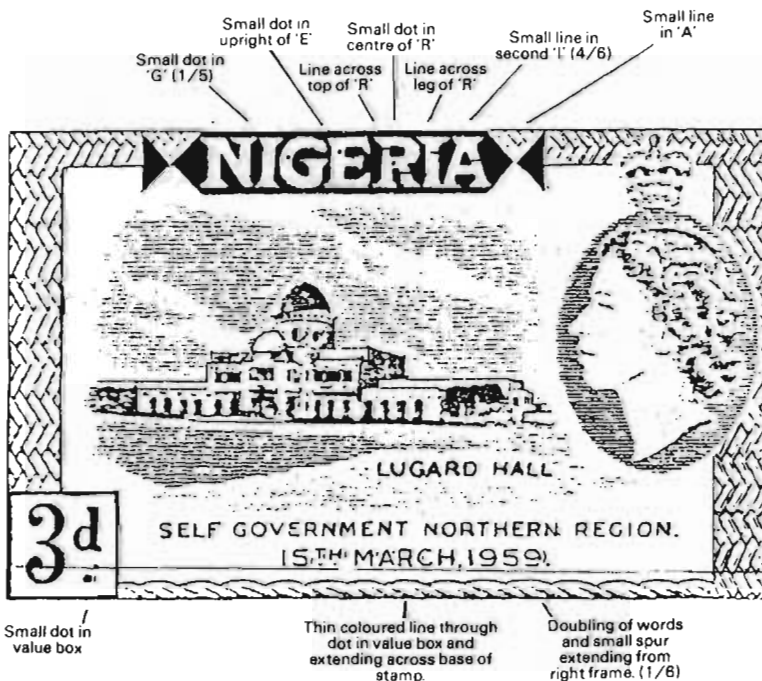 Small dot in
'G' (1/5)
Small dot in
upright of 'E'
Line across
top of 'R'
Small dot in
centre of 'R'
Line across
leg of 'R'
Small line in
second 'I' (4/6)
Small line
in 'A'
NIGERIA
LUGARD HALL
3d
SELF GOVERNMENT NORTHERN REGION.
15TH MARCH, 1959.
Small dot in
value box
Thin coloured line through
dot in value box and
extending across base of
stamp.
Doubling of words
and small spur
extending from
right frame. (1/6)